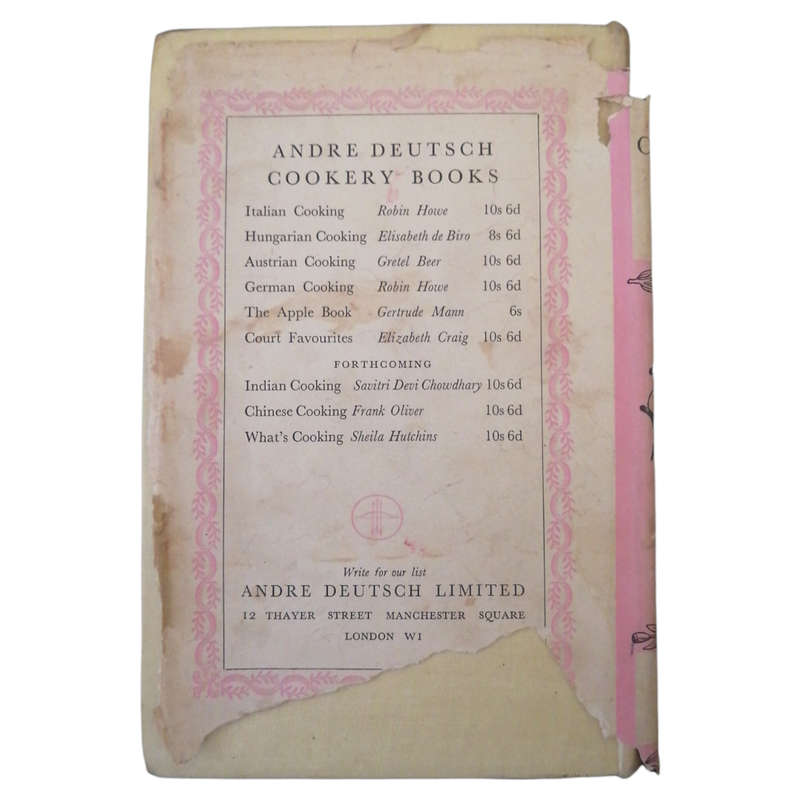 ANDRE DEUTSCH
COOKERY BOOKS
Italian Cooking Robin Howe 10s 6d
Hungarian Cooking Elisabeth de Biro 8s 6d
Austrian Cooking Gretel Beer 10s 6d
German Cooking Robin Howe 10s 6d
The Apple Book Gertrude Mann 6s
Court Favourites Elizabeth Craig 10s 6d
FORTHCOMING
Indian Cooking Savitri Devi Chowdhary 10s 6d
Chinese Cooking Frank Oliver 10s 6d
What's Cooking Sheila Hutchins 10s 6d
Write for our list
ANDRE DEUTSCH LIMITED
12 THAYER STREET MANCHESTER SQUARE
LONDON W1